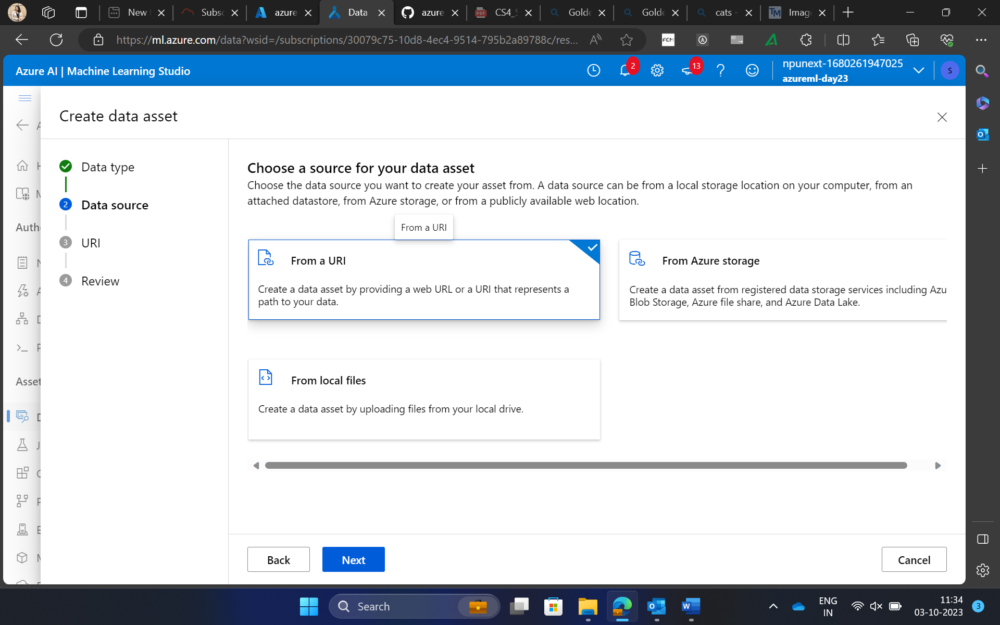 New
Subsc
azure
Data
azure
CS4_S
Golde
Golde
cats -
TM
Imag
https://ml.azure.com/data?wsid=/subscriptions/30079c75-10d8-4ec4-9514-795b2a89788c/res...
FCM
Azure AI | Machine Learning Studio
2
13
npunext-1680261947025
azureml-day23
S
Create data asset
Data type
2 Data source
3 URI
4 Review
Auth
Asset
Choose a source for your data asset
Choose the data source you want to create your asset from. A data source can be from a local storage location on your computer, from an
attached datastore, from Azure storage, or from a publicly available web location.
From a URI
From a URI
Create a data asset by providing a web URL or a URI that represents a
path to your data.
From Azure storage
Create a data asset from registered data storage services including Azu
Blob Storage, Azure file share, and Azure Data Lake.
From local files
Create a data asset by uploading files from your local drive.
Back
Next
Cancel
Search
ENG
IN
11:34
03-10-2023
3